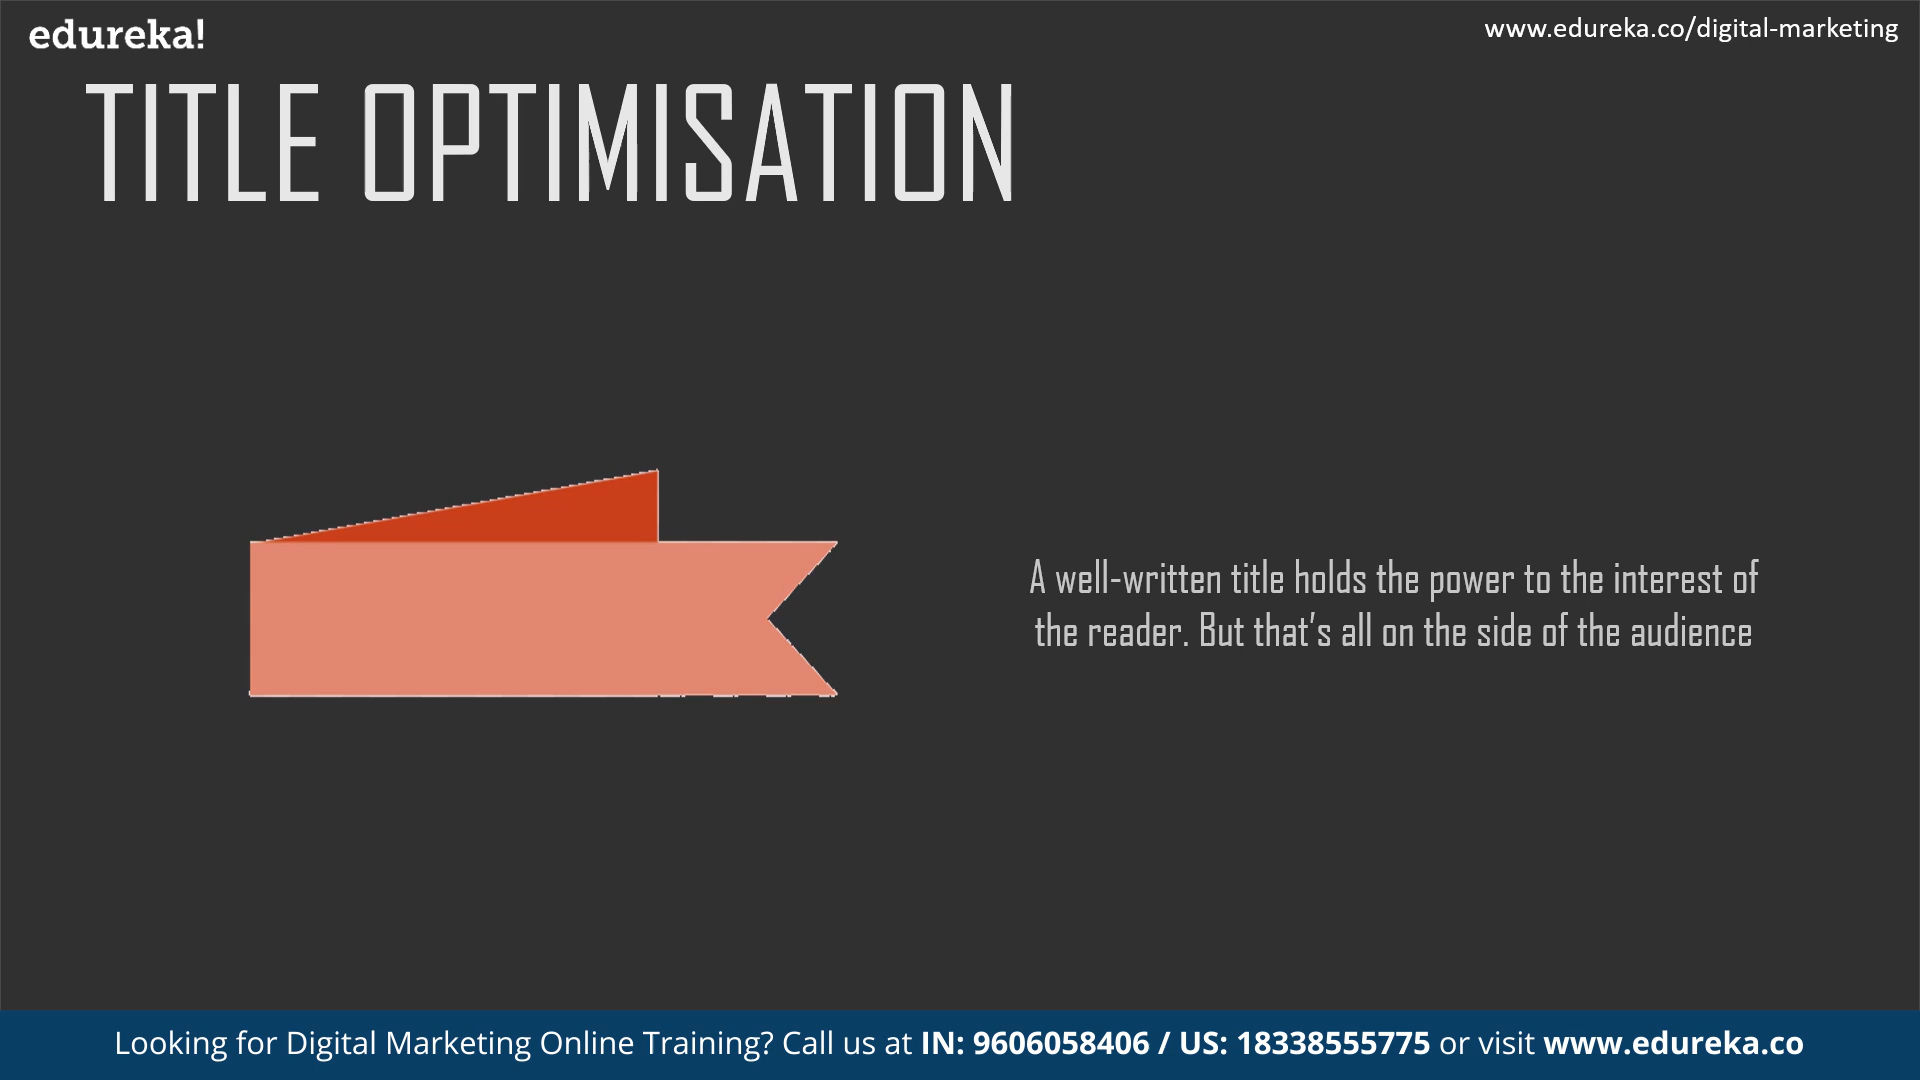 edureka!
www.edureka.co/digital-marketing
TITLE OPTIMISATION
A well-written title holds the power to the interest of
the reader. But that's all on the side of the audience
Looking for Digital Marketing Online Training? Call us at IN: 9606058406 / US: 18338555775 or visit www.edureka.co